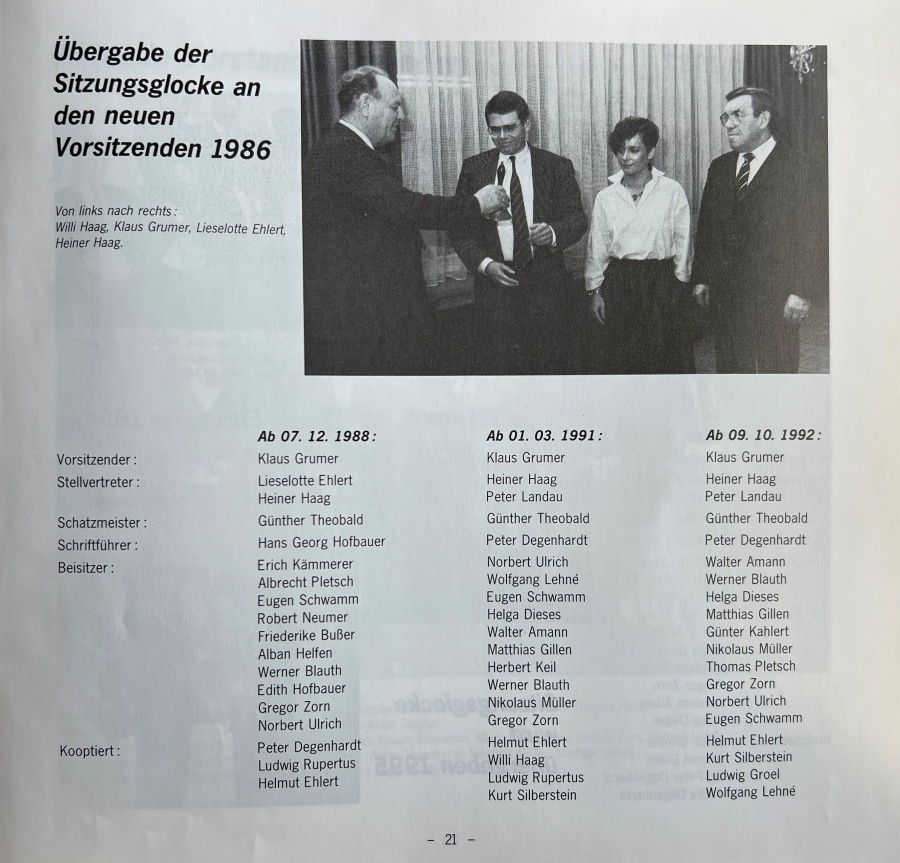 Übergabe der
Sitzungsglocke an
den neuen
Vorsitzenden 1986
Von links nach rechts:
Willi Haag, Klaus Grumer, Lieselotte Ehlert,
Heiner Haag.
Ab 07. 12. 1988: Ab 01. 03. 1991: Ab 09. 10. 1992:
Vorsitzender: Klaus Grumer Klaus Grumer Klaus Grumer
Stellvertreter: Lieselotte Ehlert Heiner Haag Heiner Haag
Heiner Haag Peter Landau Peter Landau
Schatzmeister: Günther Theobald Günther Theobald Günther Theobald
Schriftführer: Hans Georg Hofbauer Peter Degenhardt Peter Degenhardt
Beisitzer: Erich Kämmerer Norbert Ulrich Walter Amann
Albrecht Pletsch Wolfgang Lehné Werner Blauth
Eugen Schwamm Eugen Schwamm Helga Dieses
Robert Neumer Helga Dieses Matthias Gillen
Friederike Bußer Walter Amann Günter Kahlert
Alban Helfen Matthias Gillen Nikolaus Müller
Werner Blauth Herbert Keil Thomas Pletsch
Edith Hofbauer Werner Blauth Gregor Zorn
Gregor Zorn Nikolaus Müller Norbert Ulrich
Norbert Ulrich Gregor Zorn Eugen Schwamm
Kooptiert: Peter Degenhardt Helmut Ehlert Helmut Ehlert
Ludwig Rupertus Willi Haag Kurt Silberstein
Helmut Ehlert Ludwig Rupertus Ludwig Groel
Kurt Silberstein Wolfgang Lehné
– 21 –